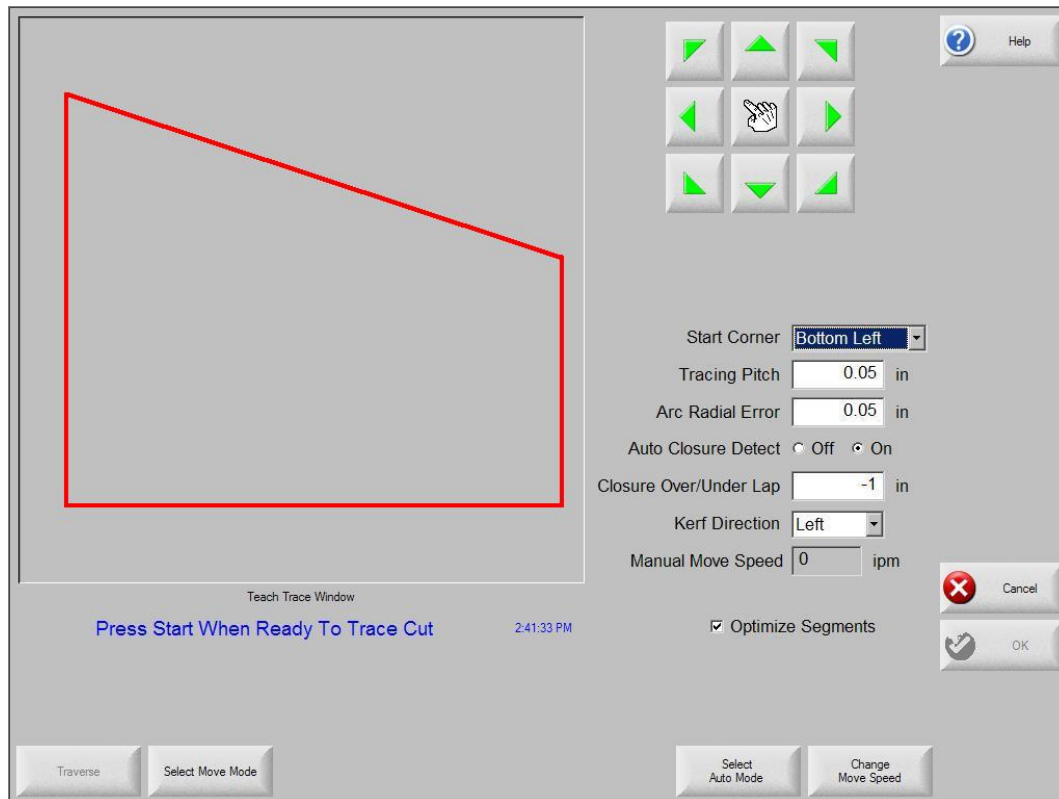 Help
Start Corner Bottom Left
Tracing Pitch 0.05 in
Arc Radial Error 0.05 in
Auto Closure Detect Off On
Closure Over/Under Lap -1 in
Kerf Direction Left
Manual Move Speed 0 ipm
Cancel
Teach Trace Window
Press Start When Ready To Trace Cut 2:41:33 PM
Optimize Segments
OK
Traverse
Select Move Mode
Select
Auto Mode
Change
Move Speed